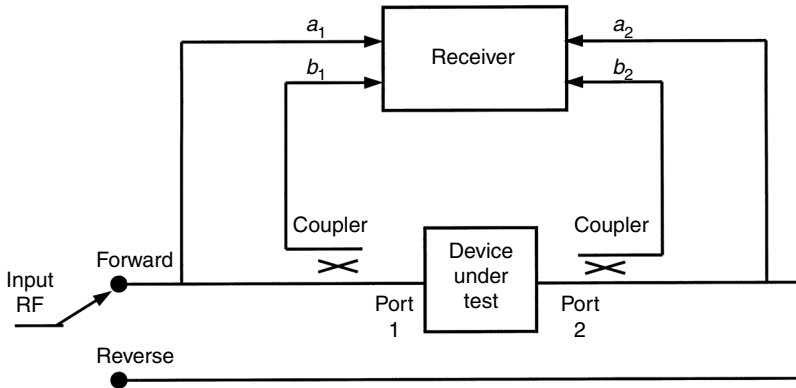 a1
a2
Receiver
b1
b2
Coupler
Coupler
Device
under
test
Forward
Input
RF
Port
1
Port
2
Reverse